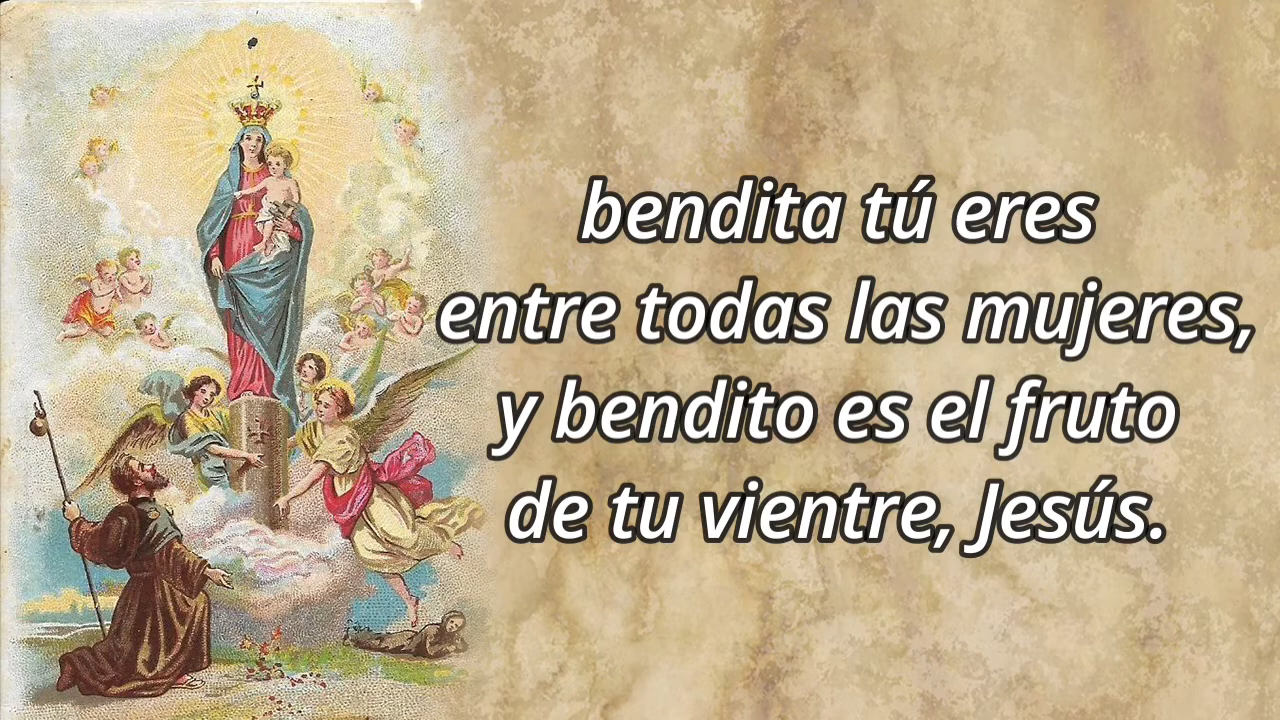 bendita tú eres
entre todas las mujeres,
y bendito es el fruto
de tu vientre, Jesús.